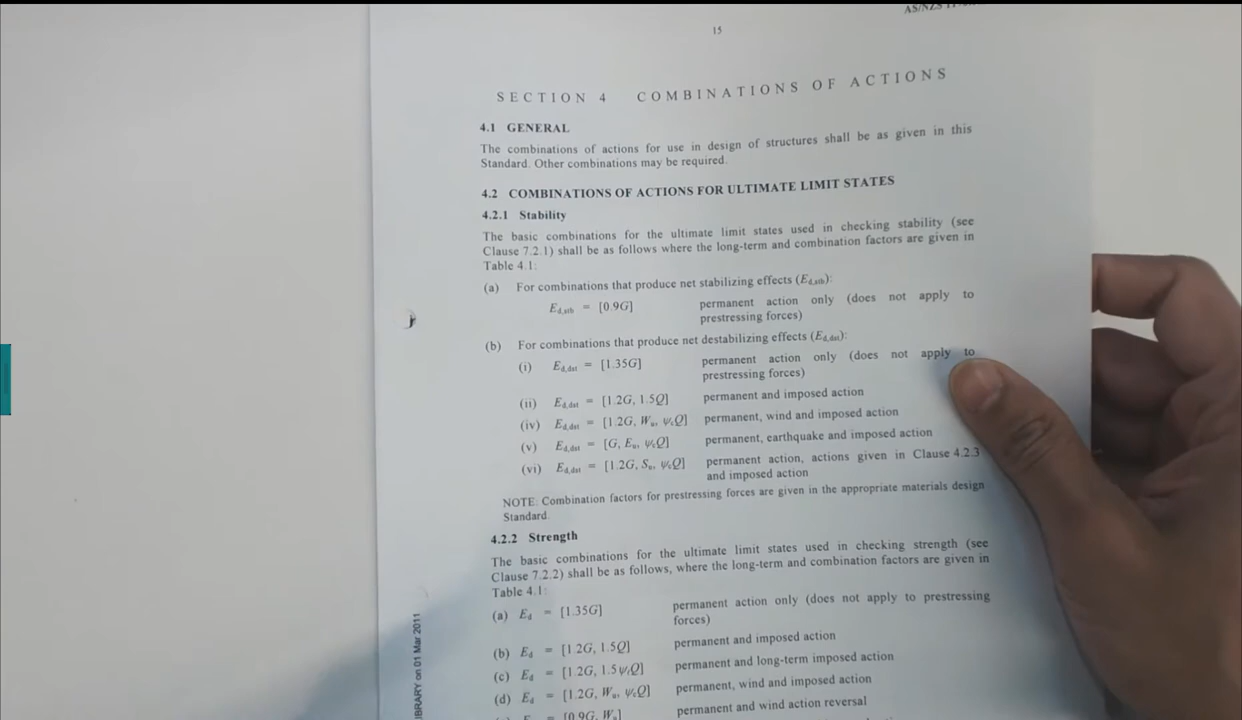 AS/NZS
15
SECTION 4 COMBINATIONS OF ACTIONS
4.1 GENERAL
The combinations of actions for use in design of structures shall be as given in this
Standard. Other combinations may be required.
4.2 COMBINATIONS OF ACTIONS FOR ULTIMATE LIMIT STATES
4.2.1 Stability
The basic combinations for the ultimate limit states used in checking stability (see
Clause 7.2.1) shall be as follows where the long-term and combination factors are given in
Table 4.1:
(a) For combinations that produce net stabilizing effects (Ed,stb):
Ed,stb = [0.9G] permanent action only (does not apply to
prestressing forces)
(b) For combinations that produce net destabilizing effects (Ed,dst):
(i) Ed,dst = [1.35G] permanent action only (does not apply to
prestressing forces)
(ii) Ed,dst = [1.2G, 1.5Q] permanent and imposed action
(iv) Ed,dst = [1.2G, Wu, ψcQ] permanent, wind and imposed action
(v) Ed,dst = [G, Eu, ψcQ] permanent, earthquake and imposed action
(vi) Ed,dst = [1.2G, Su, ψcQ] permanent action, actions given in Clause 4.2.3
and imposed action
NOTE: Combination factors for prestressing forces are given in the appropriate materials design
Standard.
4.2.2 Strength
The basic combinations for the ultimate limit states used in checking strength (see
Clause 7.2.2) shall be as follows, where the long-term and combination factors are given in
Table 4.1:
(a) Ed = [1.35G] permanent action only (does not apply to prestressing
forces)
(b) Ed = [1.2G, 1.5Q] permanent and imposed action
(c) Ed = [1.2G, 1.5ψlQ] permanent and long-term imposed action
(d) Ed = [1.2G, Wu, ψcQ] permanent, wind and imposed action
[0.9G, Wu] permanent and wind action reversal
on 01 Mar 2011